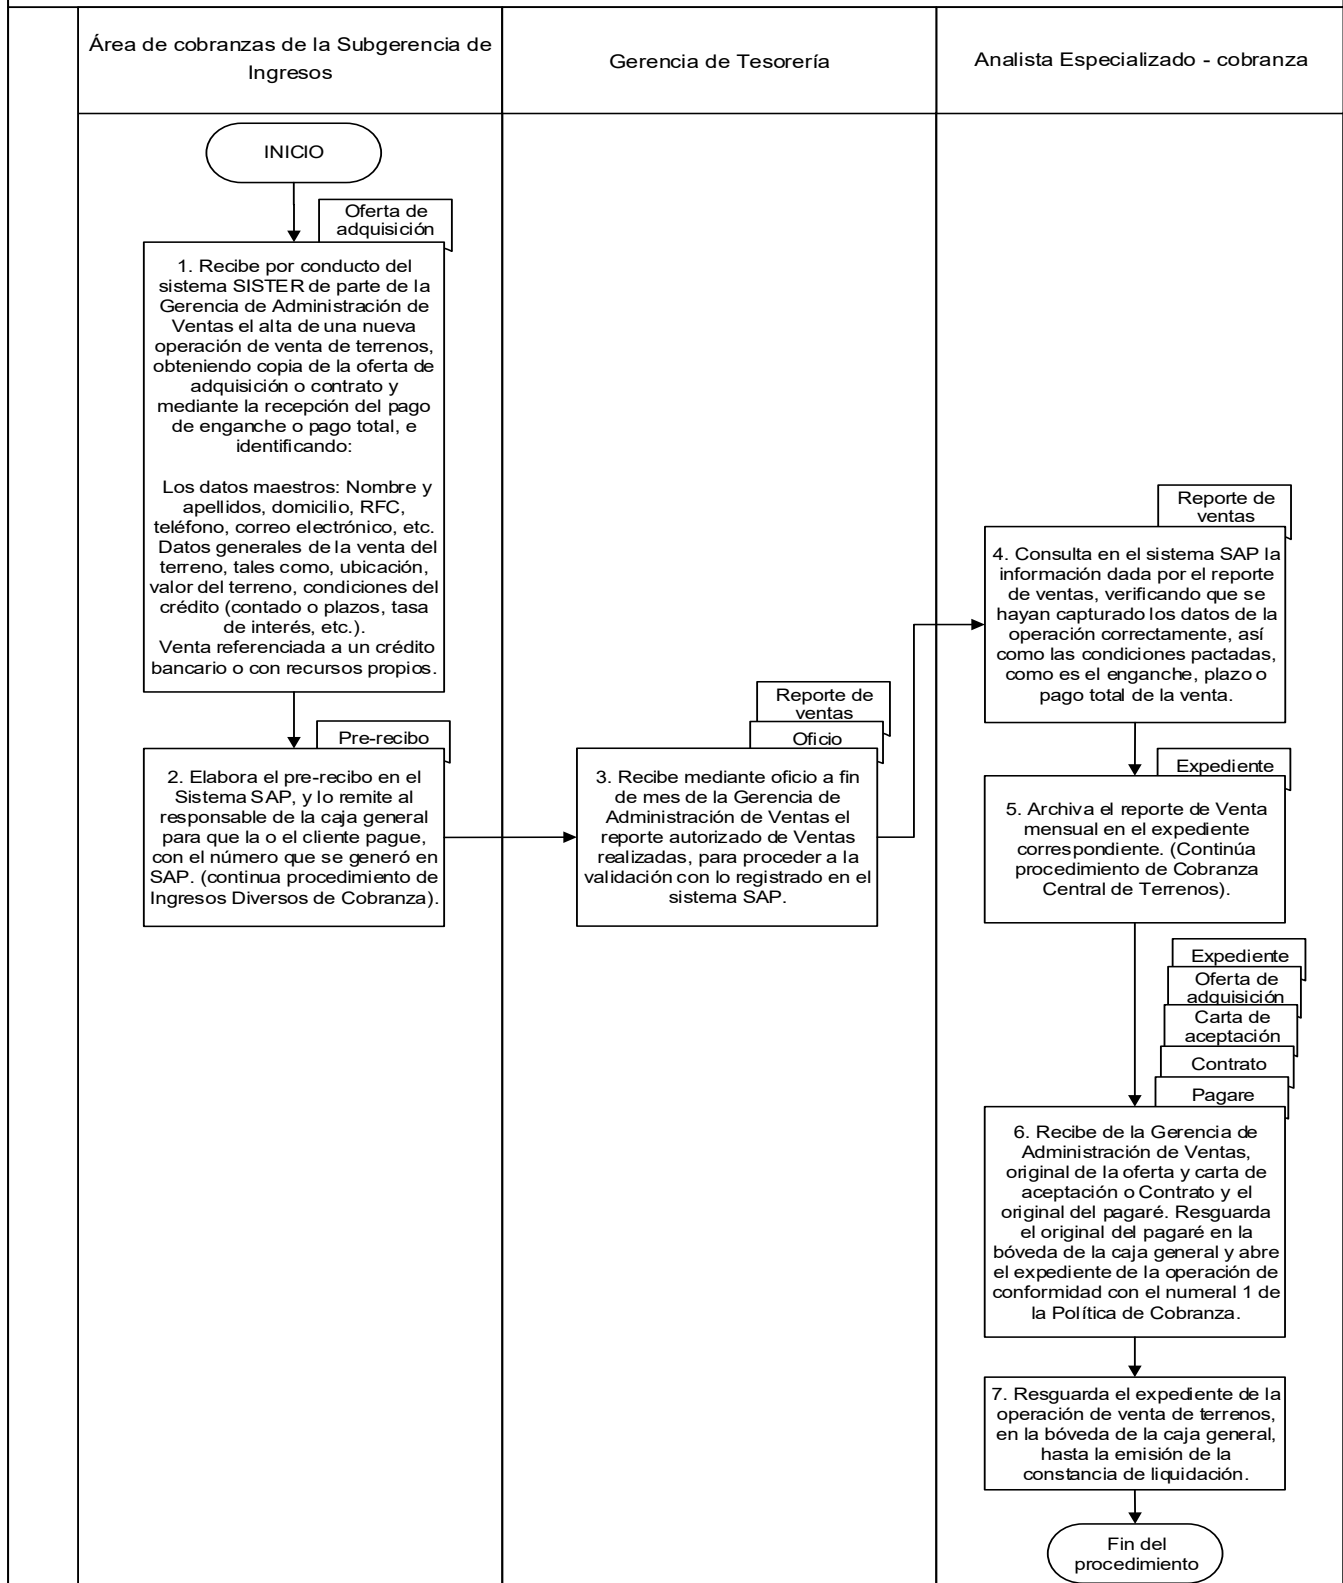 Área de cobranzas de la Subgerencia de
Ingresos
Gerencia de Tesorería
Analista Especializado - cobranza
INICIO
Oferta de
adquisición
1. Recibe por conducto del
sistema SISTER de parte de la
Gerencia de Administración de
Ventas el alta de una nueva
operación de venta de terrenos,
obteniendo copia de la oferta de
adquisición o contrato y
mediante la recepción del pago
de enganche o pago total, e
identificando:
Los datos maestros: Nombre y
apellidos, domicilio, RFC,
teléfono, correo electrónico, etc.
Datos generales de la venta del
terreno, tales como, ubicación,
valor del terreno, condiciones del
crédito (contado o plazos, tasa
de interés, etc.).
Venta referenciada a un crédito
bancario o con recursos propios.
Pre-recibo
2. Elabora el pre-recibo en el
Sistema SAP, y lo remite al
responsable de la caja general
para que la o el cliente pague,
con el número que se generó en
SAP. (continua procedimiento de
Ingresos Diversos de Cobranza).
Reporte de
ventas
Oficio
3. Recibe mediante oficio a fin
de mes de la Gerencia de
Administración de Ventas el
reporte autorizado de Ventas
realizadas, para proceder a la
validación con lo registrado en el
sistema SAP.
Reporte de
ventas
4. Consulta en el sistema SAP la
información dada por el reporte
de ventas, verificando que se
hayan capturado los datos de la
operación correctamente, así
como las condiciones pactadas,
como es el enganche, plazo o
pago total de la venta.
Expediente
5. Archiva el reporte de Venta
mensual en el expediente
correspondiente. (Continúa
procedimiento de Cobranza
Central de Terrenos).
Expediente
Oferta de
adquisición
Carta de
aceptación
Contrato
Pagare
6. Recibe de la Gerencia de
Administración de Ventas,
original de la oferta y carta de
aceptación o Contrato y el
original del pagaré. Resguarda
el original del pagaré en la
bóveda de la caja general y abre
el expediente de la operación de
conformidad con el numeral 1 de
la Política de Cobranza.
7. Resguarda el expediente de la
operación de venta de terrenos,
en la bóveda de la caja general,
hasta la emisión de la
constancia de liquidación.
Fin del
procedimiento